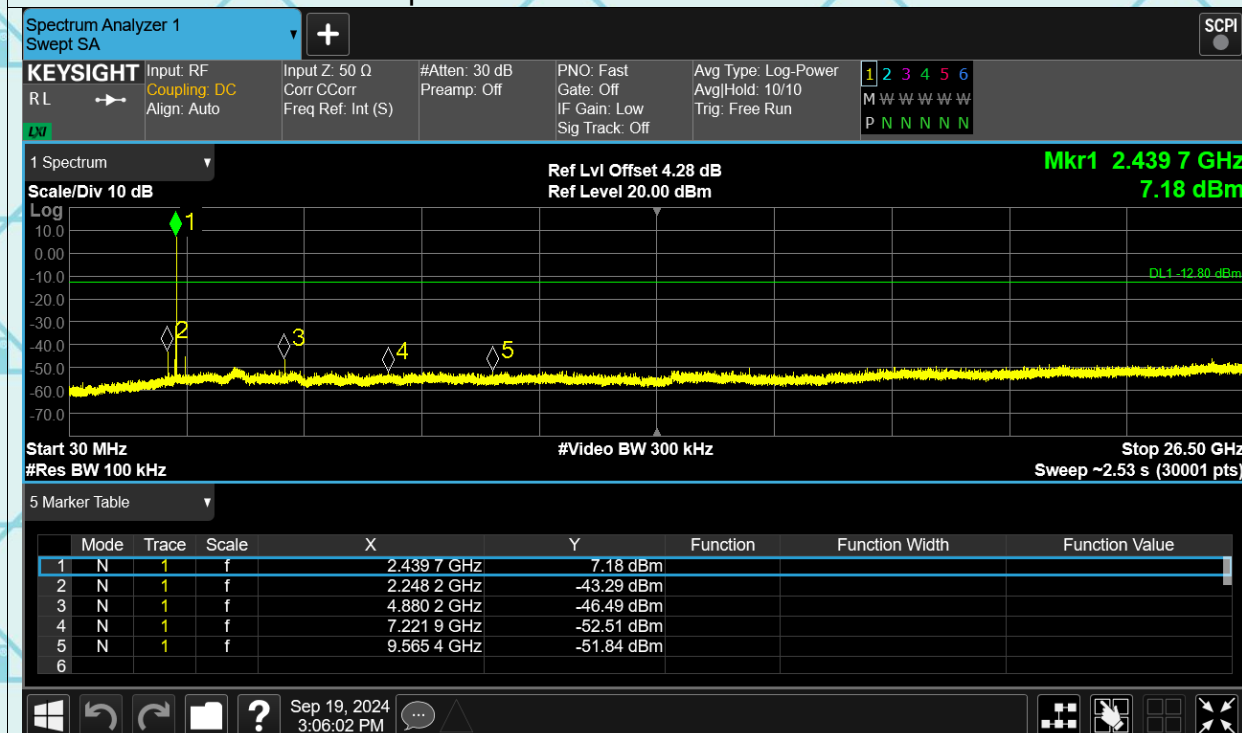 Spectrum Analyzer 1
Swept SA
+
SCPI
KEYSIGHT
RL
LXI
Input: RF
Coupling: DC
Align: Auto
Input Z: 50 Ω
Corr CCorr
Freq Ref: Int (S)
#Atten: 30 dB
Preamp: Off
PNO: Fast
Gate: Off
IF Gain: Low
Sig Track: Off
Avg Type: Log-Power
Avg|Hold: 10/10
Trig: Free Run
1 2 3 4 5 6
M W W W W W
P N N N N N
1 Spectrum
Scale/Div 10 dB
Ref Lvl Offset 4.28 dB
Ref Level 20.00 dBm
Mkr1 2.439 7 GHz
7.18 dBm
Log
10.0
0.00
-10.0
-20.0
-30.0
-40.0
-50.0
-60.0
-70.0
1
2
3
4
5
DL1 -12.80 dBm
Start 30 MHz
#Video BW 300 kHz
Stop 26.50 GHz
#Res BW 100 kHz
Sweep ~2.53 s (30001 pts)
5 Marker Table
Mode Trace Scale X Y Function Function Width Function Value
1 N 1 f 2.439 7 GHz 7.18 dBm
2 N 1 f 2.248 2 GHz -43.29 dBm
3 N 1 f 4.880 2 GHz -46.49 dBm
4 N 1 f 7.221 9 GHz -52.51 dBm
5 N 1 f 9.565 4 GHz -51.84 dBm
6
?
Sep 19, 2024
3:06:02 PM